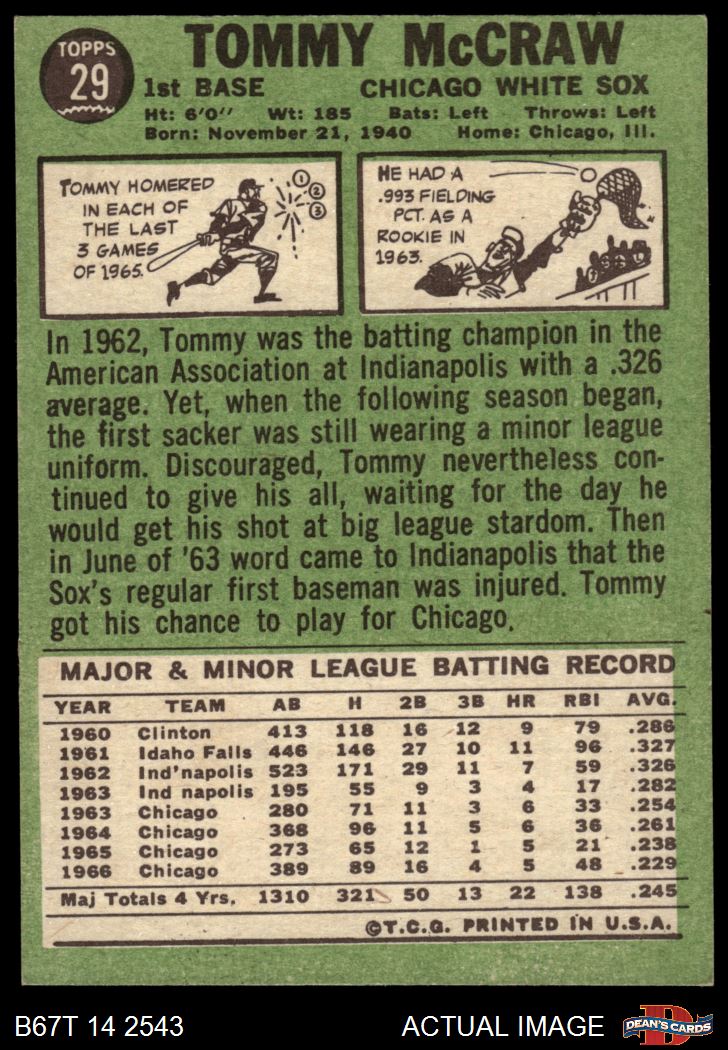 TOPPS
29
TOMMY McCRAW
1st BASE CHICAGO WHITE SOX
Ht: 6'0" Wt: 185 Bats: Left Throws: Left
Born: November 21, 1940 Home: Chicago, Ill.
TOMMY HOMERED
IN EACH OF
THE LAST
3 GAMES
OF 1965.
1
2
3
HE HAD A
.993 FIELDING
PCT. AS A
ROOKIE IN
1963.
In 1962, Tommy was the batting champion in the
American Association at Indianapolis with a .326
average. Yet, when the following season began,
the first sacker was still wearing a minor league
uniform. Discouraged, Tommy nevertheless con-
tinued to give his all, waiting for the day he
would get his shot at big league stardom. Then
in June of '63 word came to Indianapolis that the
Sox's regular first baseman was injured. Tommy
got his chance to play for Chicago.
MAJOR & MINOR LEAGUE BATTING RECORD
YEAR TEAM AB H 2B 3B HR RBI AVG.
1960 Clinton 413 118 16 12 9 79 .286
1961 Idaho Falls 446 146 27 10 11 96 .327
1962 Ind'napolis 523 171 29 11 7 59 .326
1963 Ind napolis 195 55 9 3 4 17 .282
1963 Chicago 280 71 11 3 6 33 .254
1964 Chicago 368 96 11 5 6 36 .261
1965 Chicago 273 65 12 1 5 21 .238
1966 Chicago 389 89 16 4 5 48 .229
Maj Totals 4 Yrs. 1310 321 50 13 22 138 .245
©T.C.G. PRINTED IN U.S.A.
B67T 14 2543 ACTUAL IMAGE
D
DEAN'S CARDS